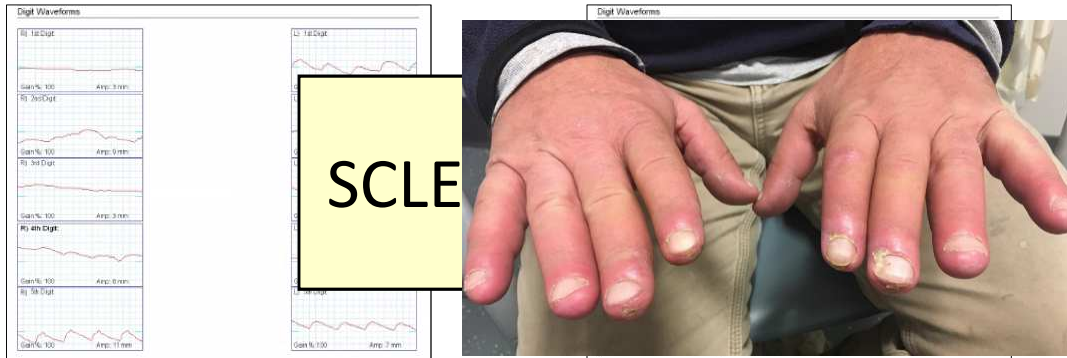 Digit Waveforms
R) 1st Digit
Gain %: 100 Amp: 3 mm
R) 2nd Digit
Gain %: 100 Amp: 9 mm
R) 3rd Digit
Gain %: 100 Amp: 3 mm
R) 4th Digit
Gain %: 100 Amp: 8 mm
R) 5th Digit
Gain %: 100 Amp: 11 mm
L) 1st Digit
SCLE
Gain %: 100 Amp: 7 mm
Digit Waveforms